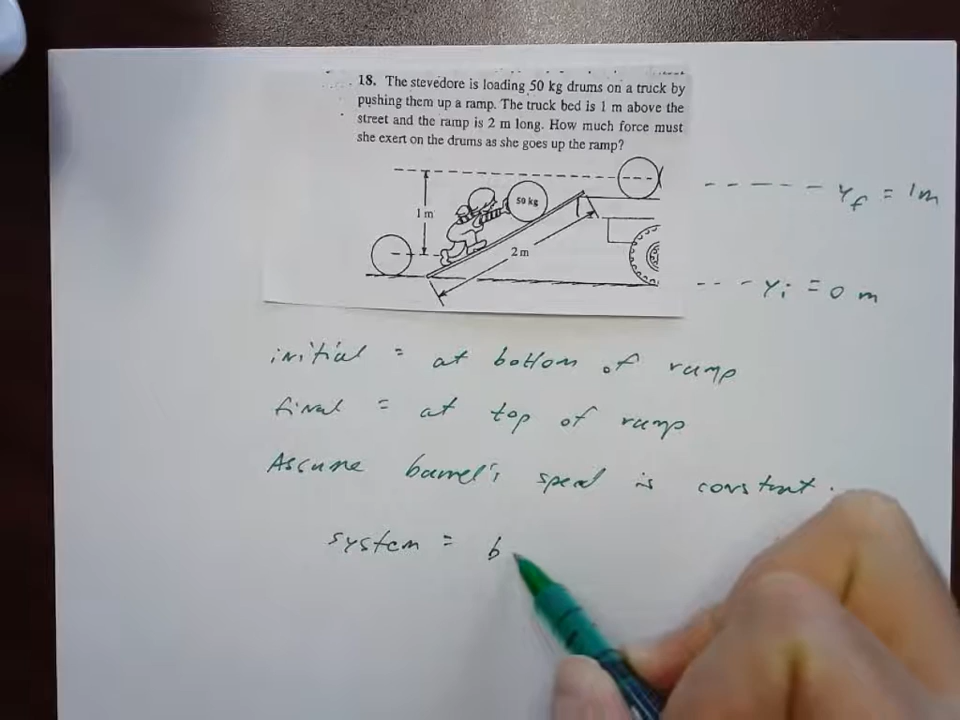 18. The stevedore is loading 50 kg drums on a truck by
pushing them up a ramp. The truck bed is 1 m above the
street and the ramp is 2 m long. How much force must
she exert on the drums as she goes up the ramp?
50 kg
1 m
2 m
Yf = 1m
Yi = 0 m
initial = at bottom of ramp
final = at top of ramp
Assume barrel's speed is constant.
system = b